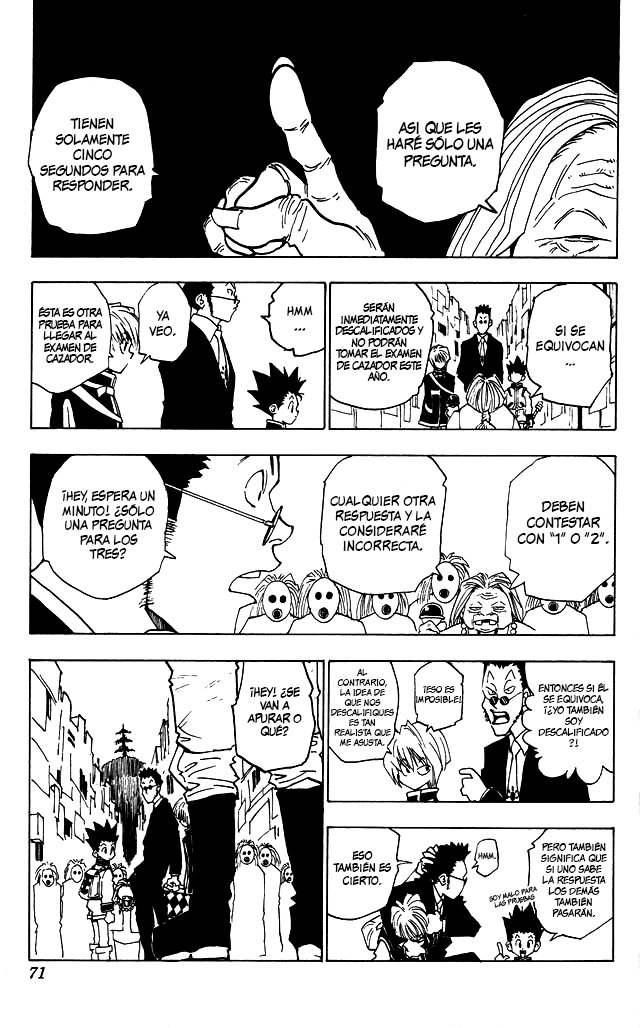 ASI QUE LES
HARÉ SÓLO UNA
PREGUNTA.
TIENEN
SOLAMENTE
CINCO
SEGUNDOS PARA
RESPONDER.
SI SE
EQUIVOCAN
...
SERÁN
INMEDIATAMENTE
DESCALIFICADOS Y
NO PODRÁN
TOMAR EL EXAMEN
DE CAZADOR ESTE
AÑO.
HMM
...
YA
VEO.
ÉSTA ES OTRA
PRUEBA PARA
LLEGAR AL
EXAMEN DE
CAZADOR.
DEBEN
CONTESTAR
CON "1" O "2".
CUALQUIER OTRA
RESPUESTA Y LA
CONSIDERARÉ
INCORRECTA.
¡HEY, ESPERA UN
MINUTO! ¿SÓLO
UNA PREGUNTA
PARA LOS
TRES?
ENTONCES SI ÉL
SE EQUIVOCA,
¡¿YO TAMBIÉN
SOY
DESCALIFICADO
?!
¡ESO ES
IMPOSIBLE!
AL
CONTRARIO,
LA IDEA DE
QUE NOS
DESCALIFIQUES
ES TAN
REALISTA QUE
ME ASUSTA.
PERO TAMBIÉN
SIGNIFICA QUE
SI UNO SABE
LA RESPUESTA
LOS DEMÁS
TAMBIÉN
PASARÁN.
SOY MALO PARA
LAS PRUEBAS
HMM.
ESO
TAMBIÉN ES
CIERTO.
¡HEY! ¿SE
VAN A
APURAR O
QUÉ?
71